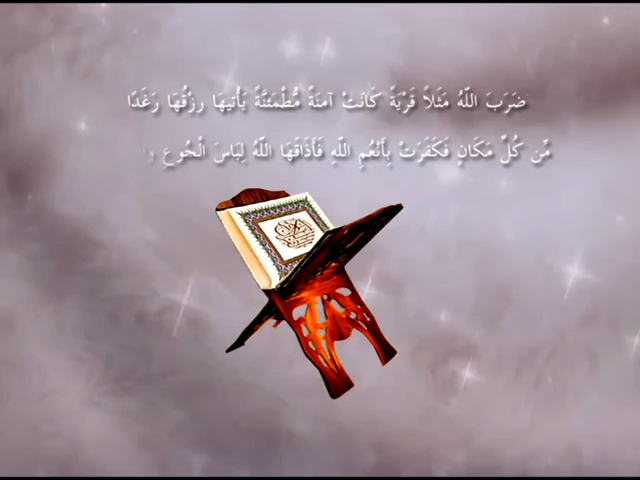 ضَرَبَ اللَّهُ مَثَلاً قَرْيَةً كَانَتْ آمِنَةً مُّطْمَئِنَّةً يَأْتِيهَا رِزْقُهَا رَغَدًا
مِّن كُلِّ مَكَانٍ فَكَفَرَتْ بِأَنْعُمِ اللَّهِ فَأَذَاقَهَا اللَّهُ لِبَاسَ الْجُوعِ